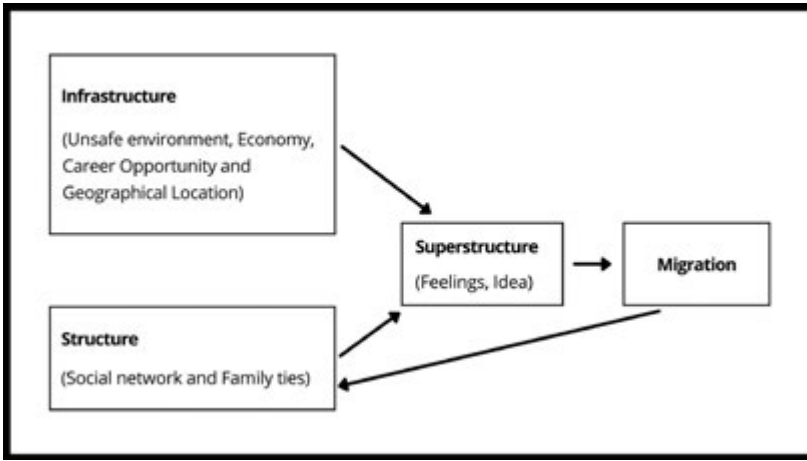 Infrastructure
(Unsafe environment, Economy,
Career Opportunity and
Geographical Location)
Superstructure
(Feelings, Idea)
Migration
Structure
(Social network and Family ties)